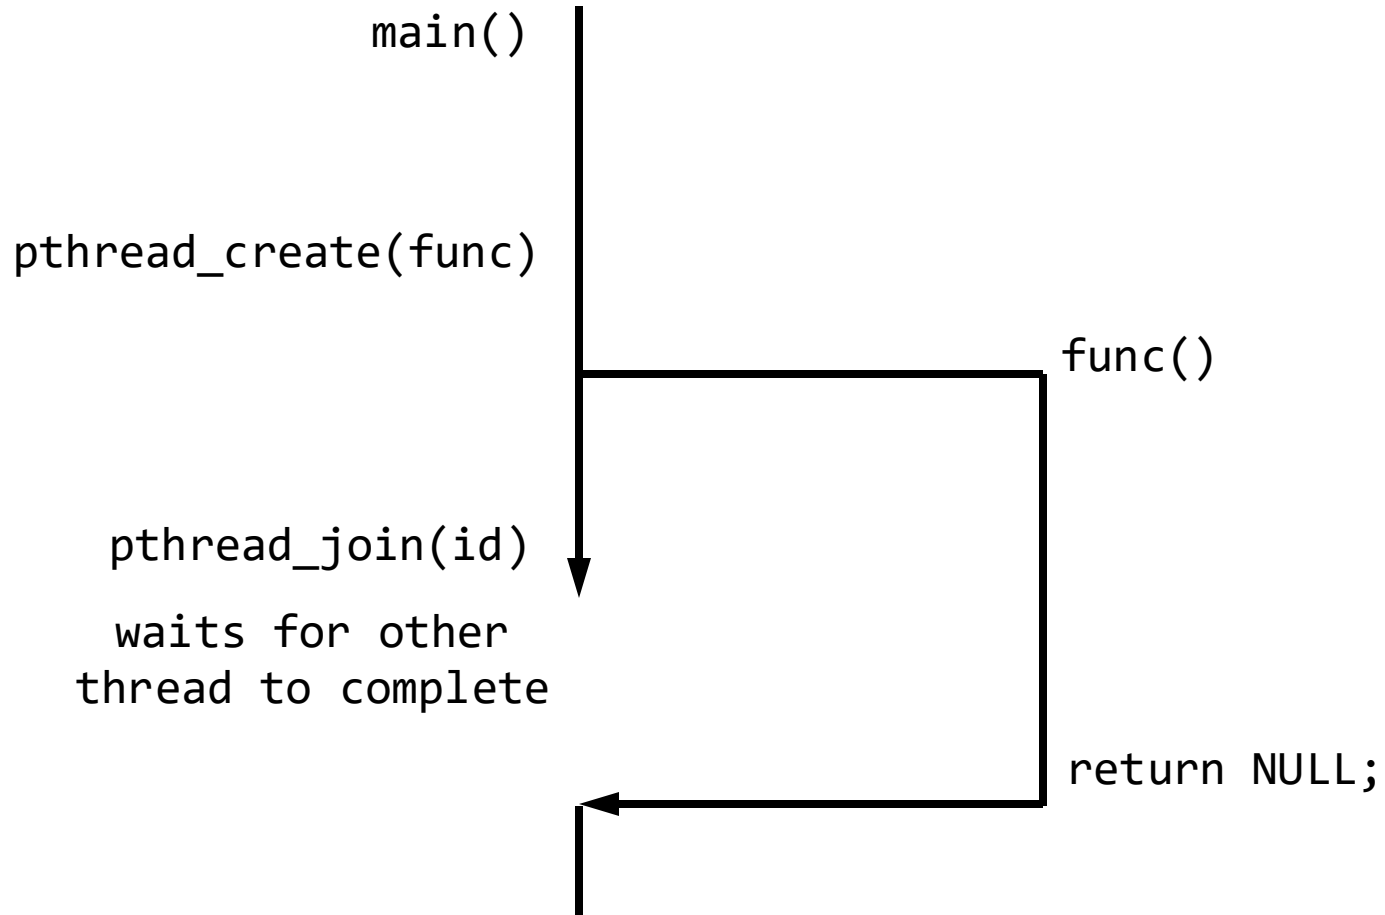 main()
pthread_create(func)
func()
pthread_join(id)
waits for other
thread to complete
return NULL;